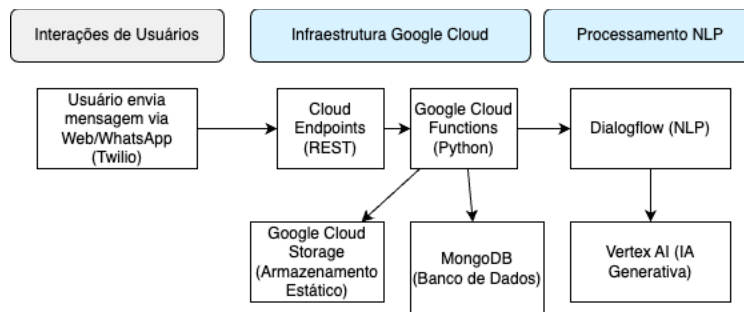 Interações de Usuários
Infraestrutura Google Cloud
Processamento NLP
Usuário envia
mensagem via
Web/WhatsApp
(Twilio)
Cloud
Endpoints
(REST)
Google Cloud
Functions
(Python)
Dialogflow (NLP)
Google Cloud
Storage
(Armazenamento
Estático)
MongoDB
(Banco de Dados)
Vertex AI (IA
Generativa)